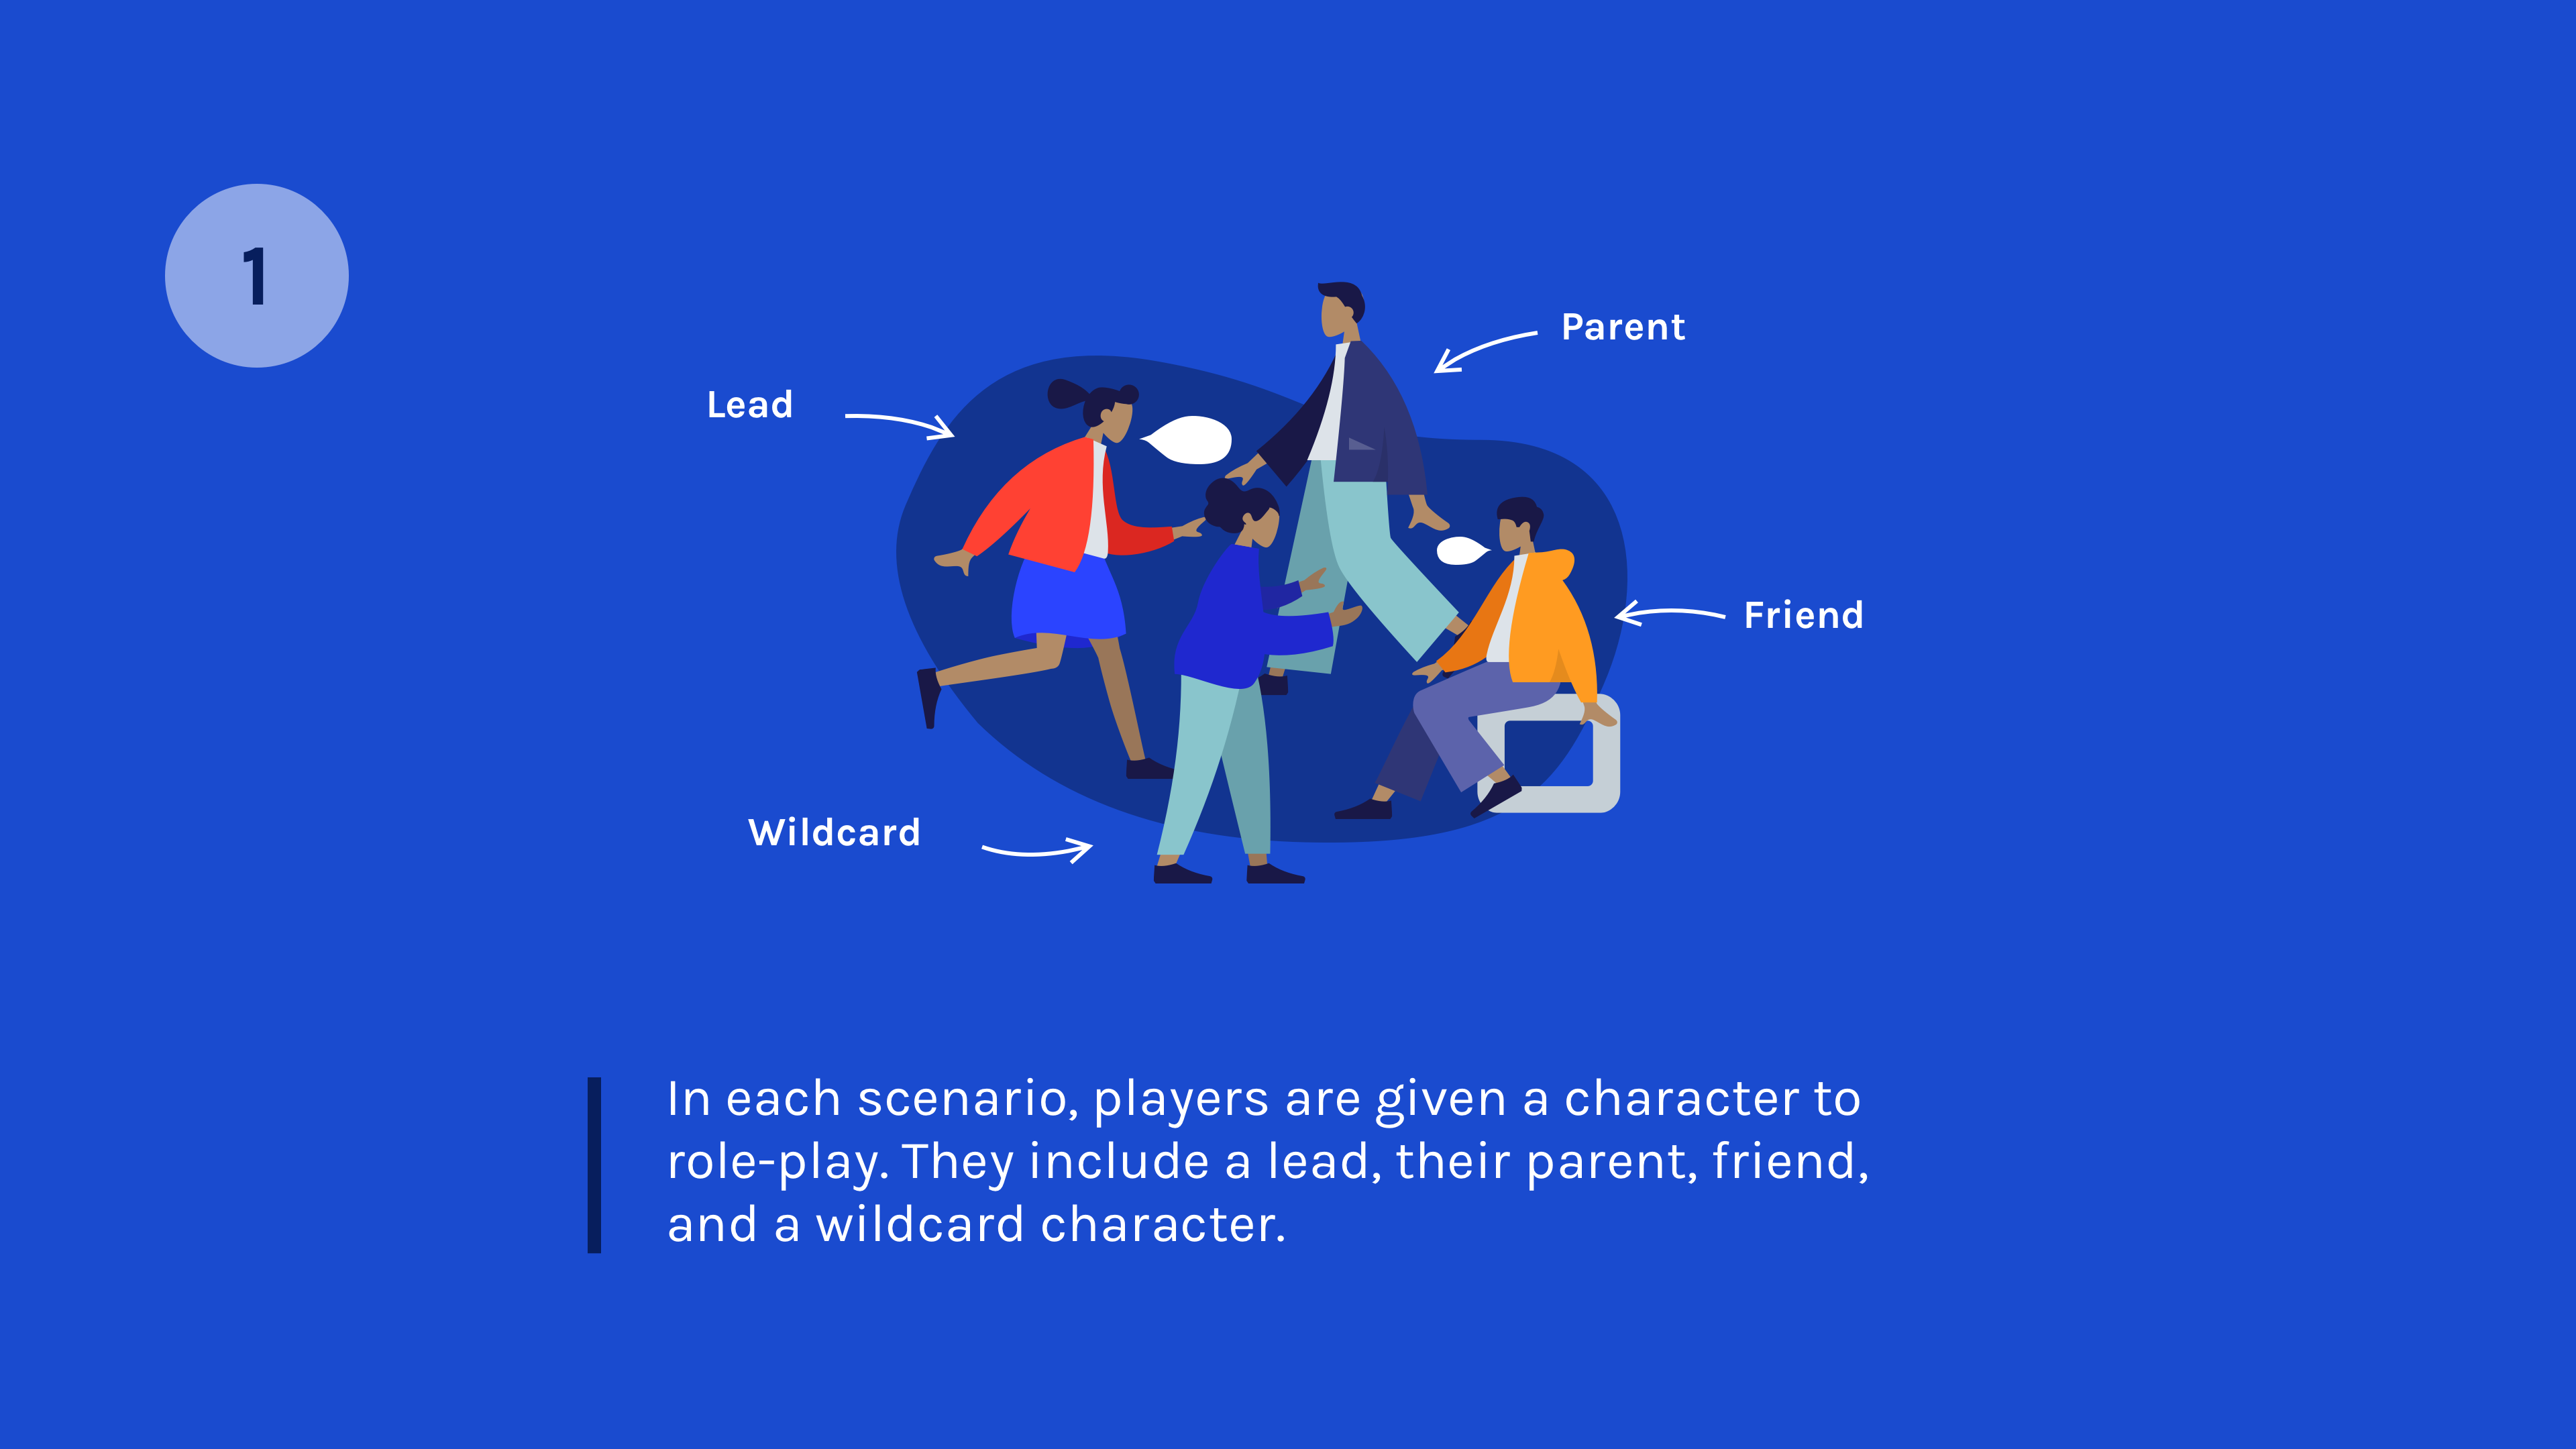 1
Parent
Lead
Friend
Wildcard
In each scenario, players are given a character to
role-play. They include a lead, their parent, friend,
and a wildcard character.